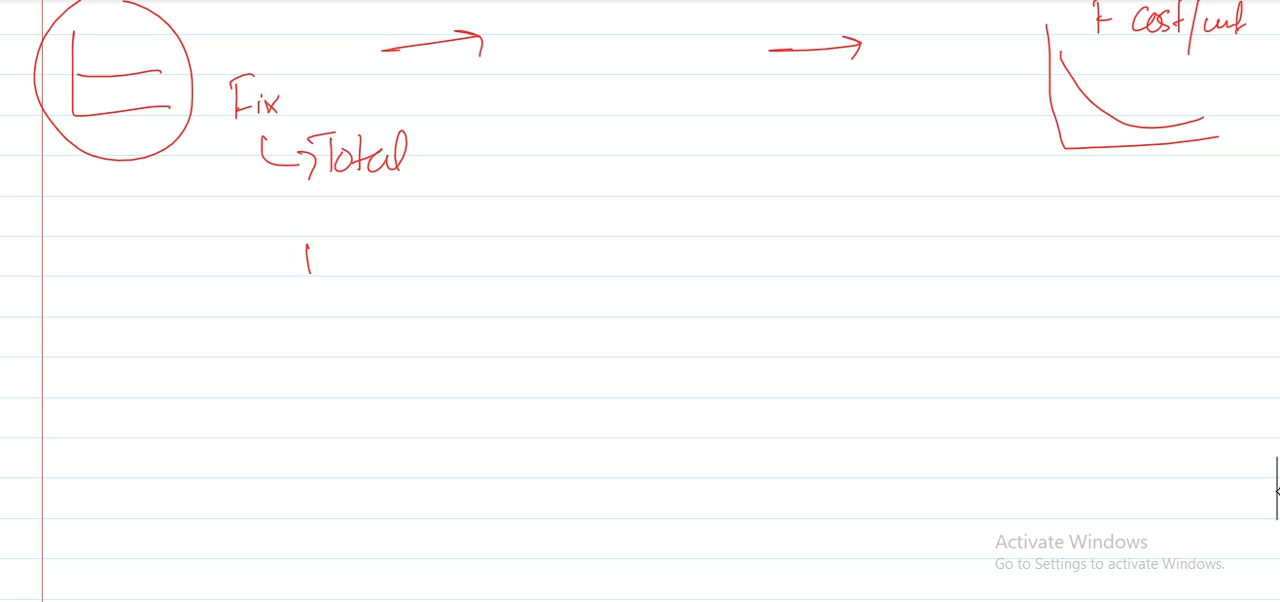 F cost/unit
Fix
↳ Total
Activate Windows
Go to Settings to activate Windows.